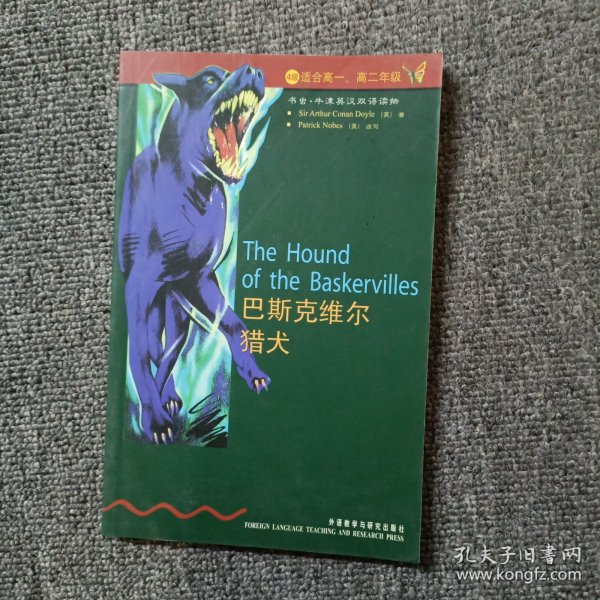 4级 适合高一、高二年级
书虫·牛津英汉双语读物
■ Sir Arthur Conan Doyle (英) 著
■ Patrick Nobes (英) 改写
The Hound
of the Baskervilles
巴斯克维尔
猎犬
外语教学与研究出版社
FOREIGN LANGUAGE TEACHING AND RESEARCH PRESS
孔夫子旧书网
www.kongfz.com